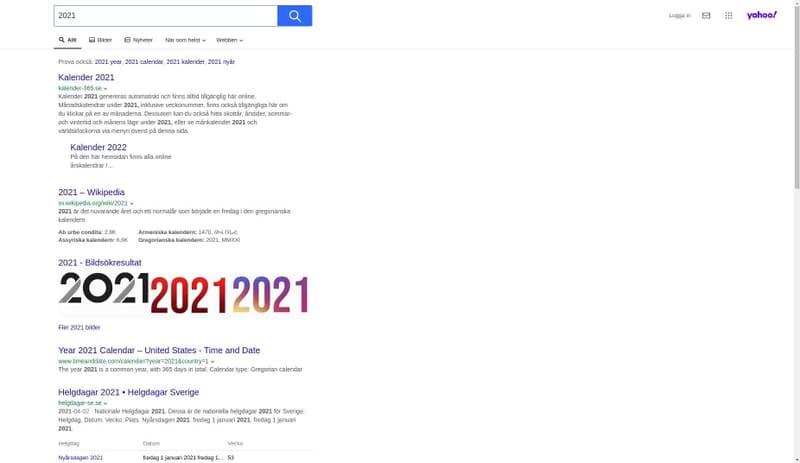 2021
Logga in
yahoo!
Allt
Bilder
Nyheter
När som helst
Webben
Prova också: 2021 year, 2021 calendar, 2021 kalender, 2021 nyår
Kalender 2021
kalender-365.se
Kalender 2021 genereras automatiskt och finns alltid tillgänglig här online.
Månadskalendrar under 2021, inklusive veckonummer, finns också tillgängliga här om
du klickar på en av månaderna. Dessutom kan du också hitta skottår, årstider, sommar-
och vintertid och månens läge under 2021, eller se månkalender 2021 och
världsklockorna via menyn överst på denna sida.
Kalender 2022
På den här hemsidan finns alla online
årskalendrar /...
2021 – Wikipedia
sv.wikipedia.org/wiki/2021
2021 är det nuvarande året och ett normalår som började en fredag i den gregorianska
kalendern.
Ab urbe condita: 2,8K
Armeniska kalendern: 1470,
Assyriska kalendern: 6,8K
Gregorianska kalendern: 2021, MMXXI
2021 - Bildsökresultat
2021
2021
2021
Fler 2021 bilder
Year 2021 Calendar – United States - Time and Date
www.timeanddate.com/calendar/?year=2021&country=1
The year 2021 is a common year, with 365 days in total. Calendar type: Gregorian calendar
Helgdagar 2021 • Helgdagar Sverige
helgdagar-se.se
2021-04-02 · Nationale Helgdagar 2021. Dessa är de nationella helgdagar 2021 för Sverige:
Helgdag, Datum. Vecko; Plats. Nyårsdagen 2021. fredag 1 januari 2021. fredag 1 januari
2021.
Helgdag
Datum
Vecko
Nyårsdagen 2021
fredag 1 januari 2021 fredag 1...
53